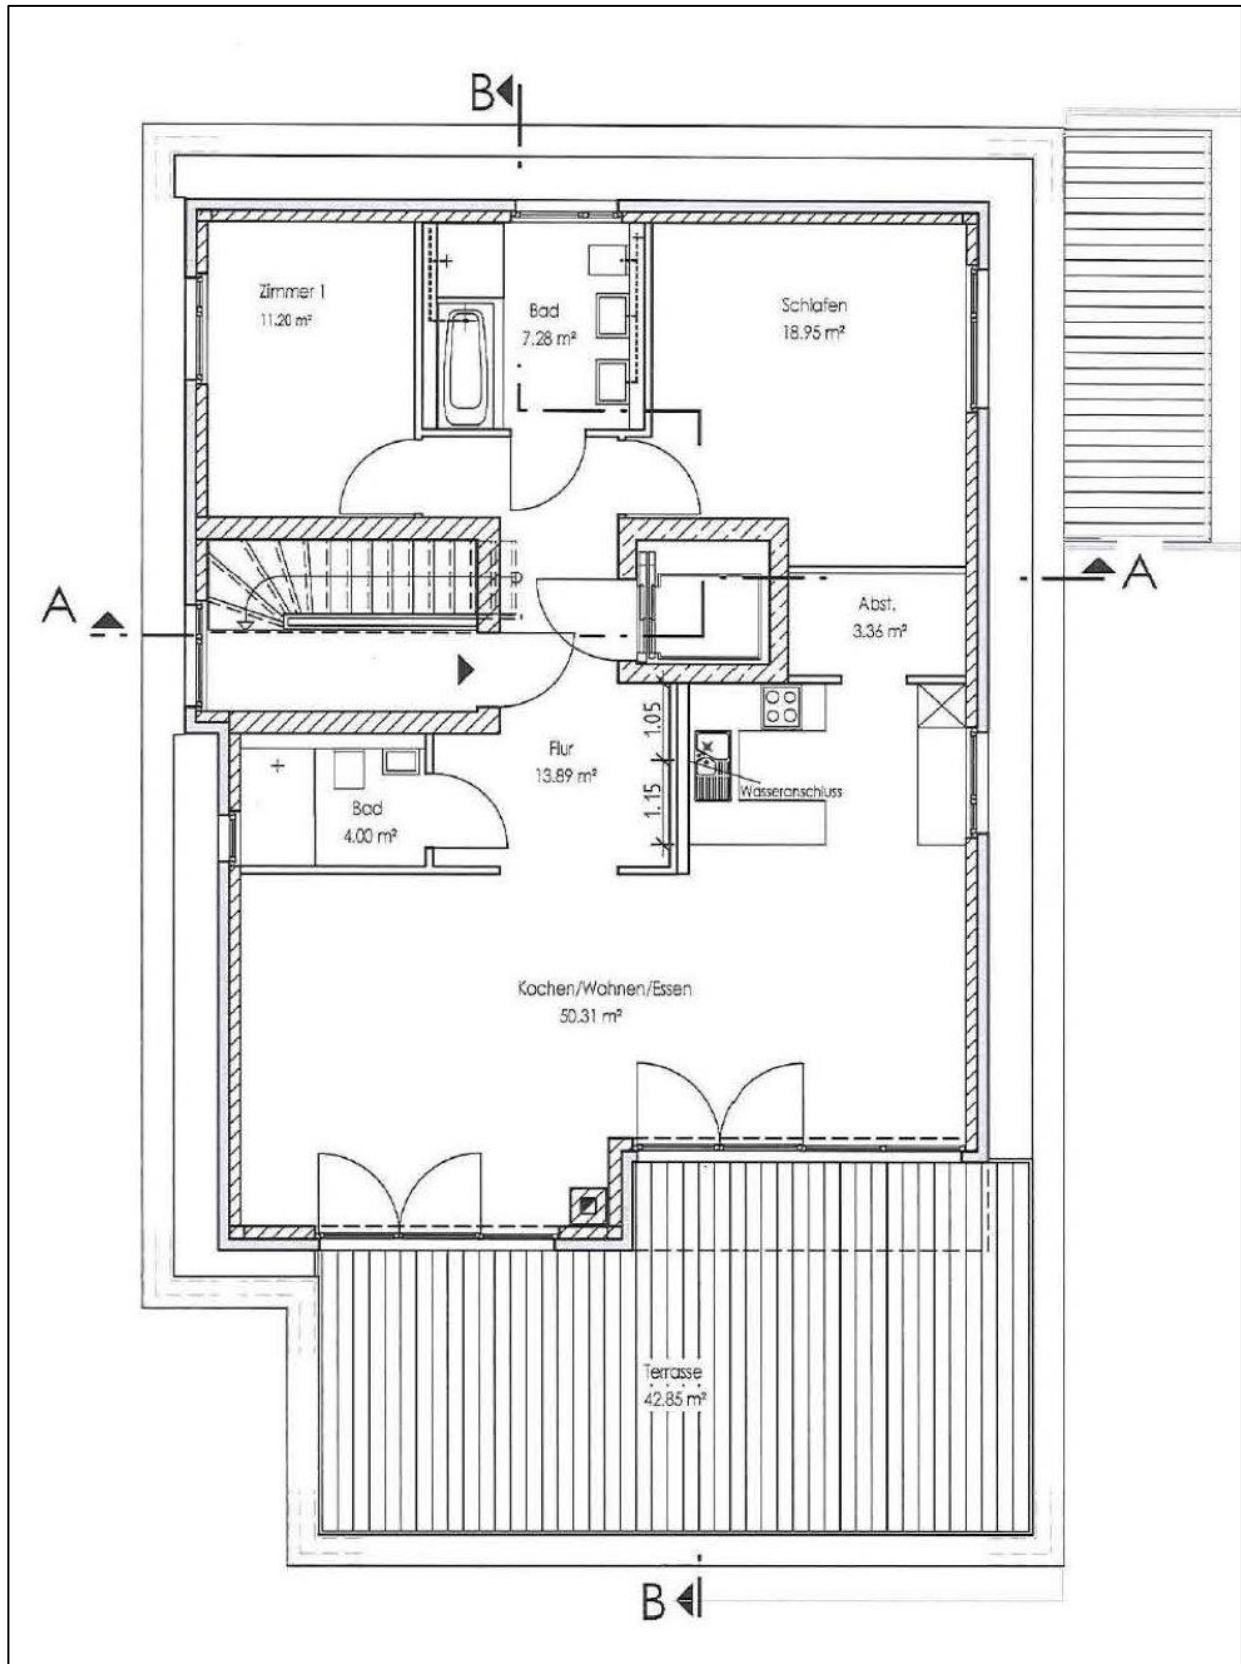 B
Zimmer 1
11.20 m²
Bad
7.28 m²
Schlafen
18.95 m²
A
A
Abst.
3.36 m²
Flur
13.89 m²
1.05
1.15
Wasseranschluss
Bad
4.00 m²
Kochen/Wohnen/Essen
50.31 m²
Terrasse
42.85 m²
B